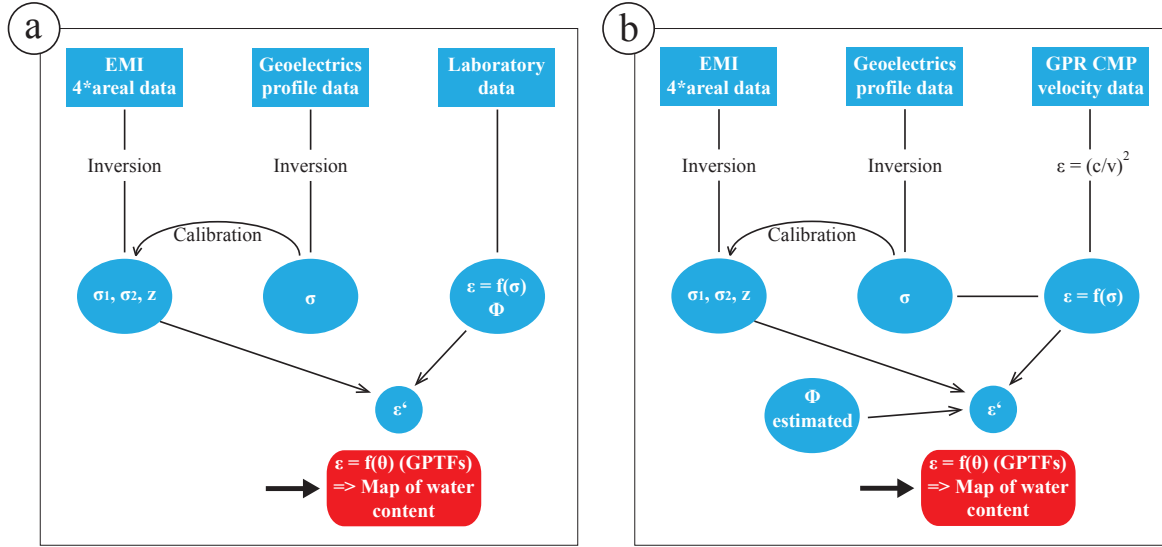 a
EMI
4*areal data
Geoelectrics
profile data
Laboratory
data
Inversion
Inversion
Calibration
σ1, σ2, z
σ
ε = f(σ)
Φ
ε‘
ε = f(θ) (GPTFs)
=> Map of water
content
b
EMI
4*areal data
Geoelectrics
profile data
GPR CMP
velocity data
Inversion
Inversion
ε = (c/v)²
Calibration
σ1, σ2, z
σ
ε = f(σ)
Φ
estimated
ε‘
ε = f(θ) (GPTFs)
=> Map of water
content